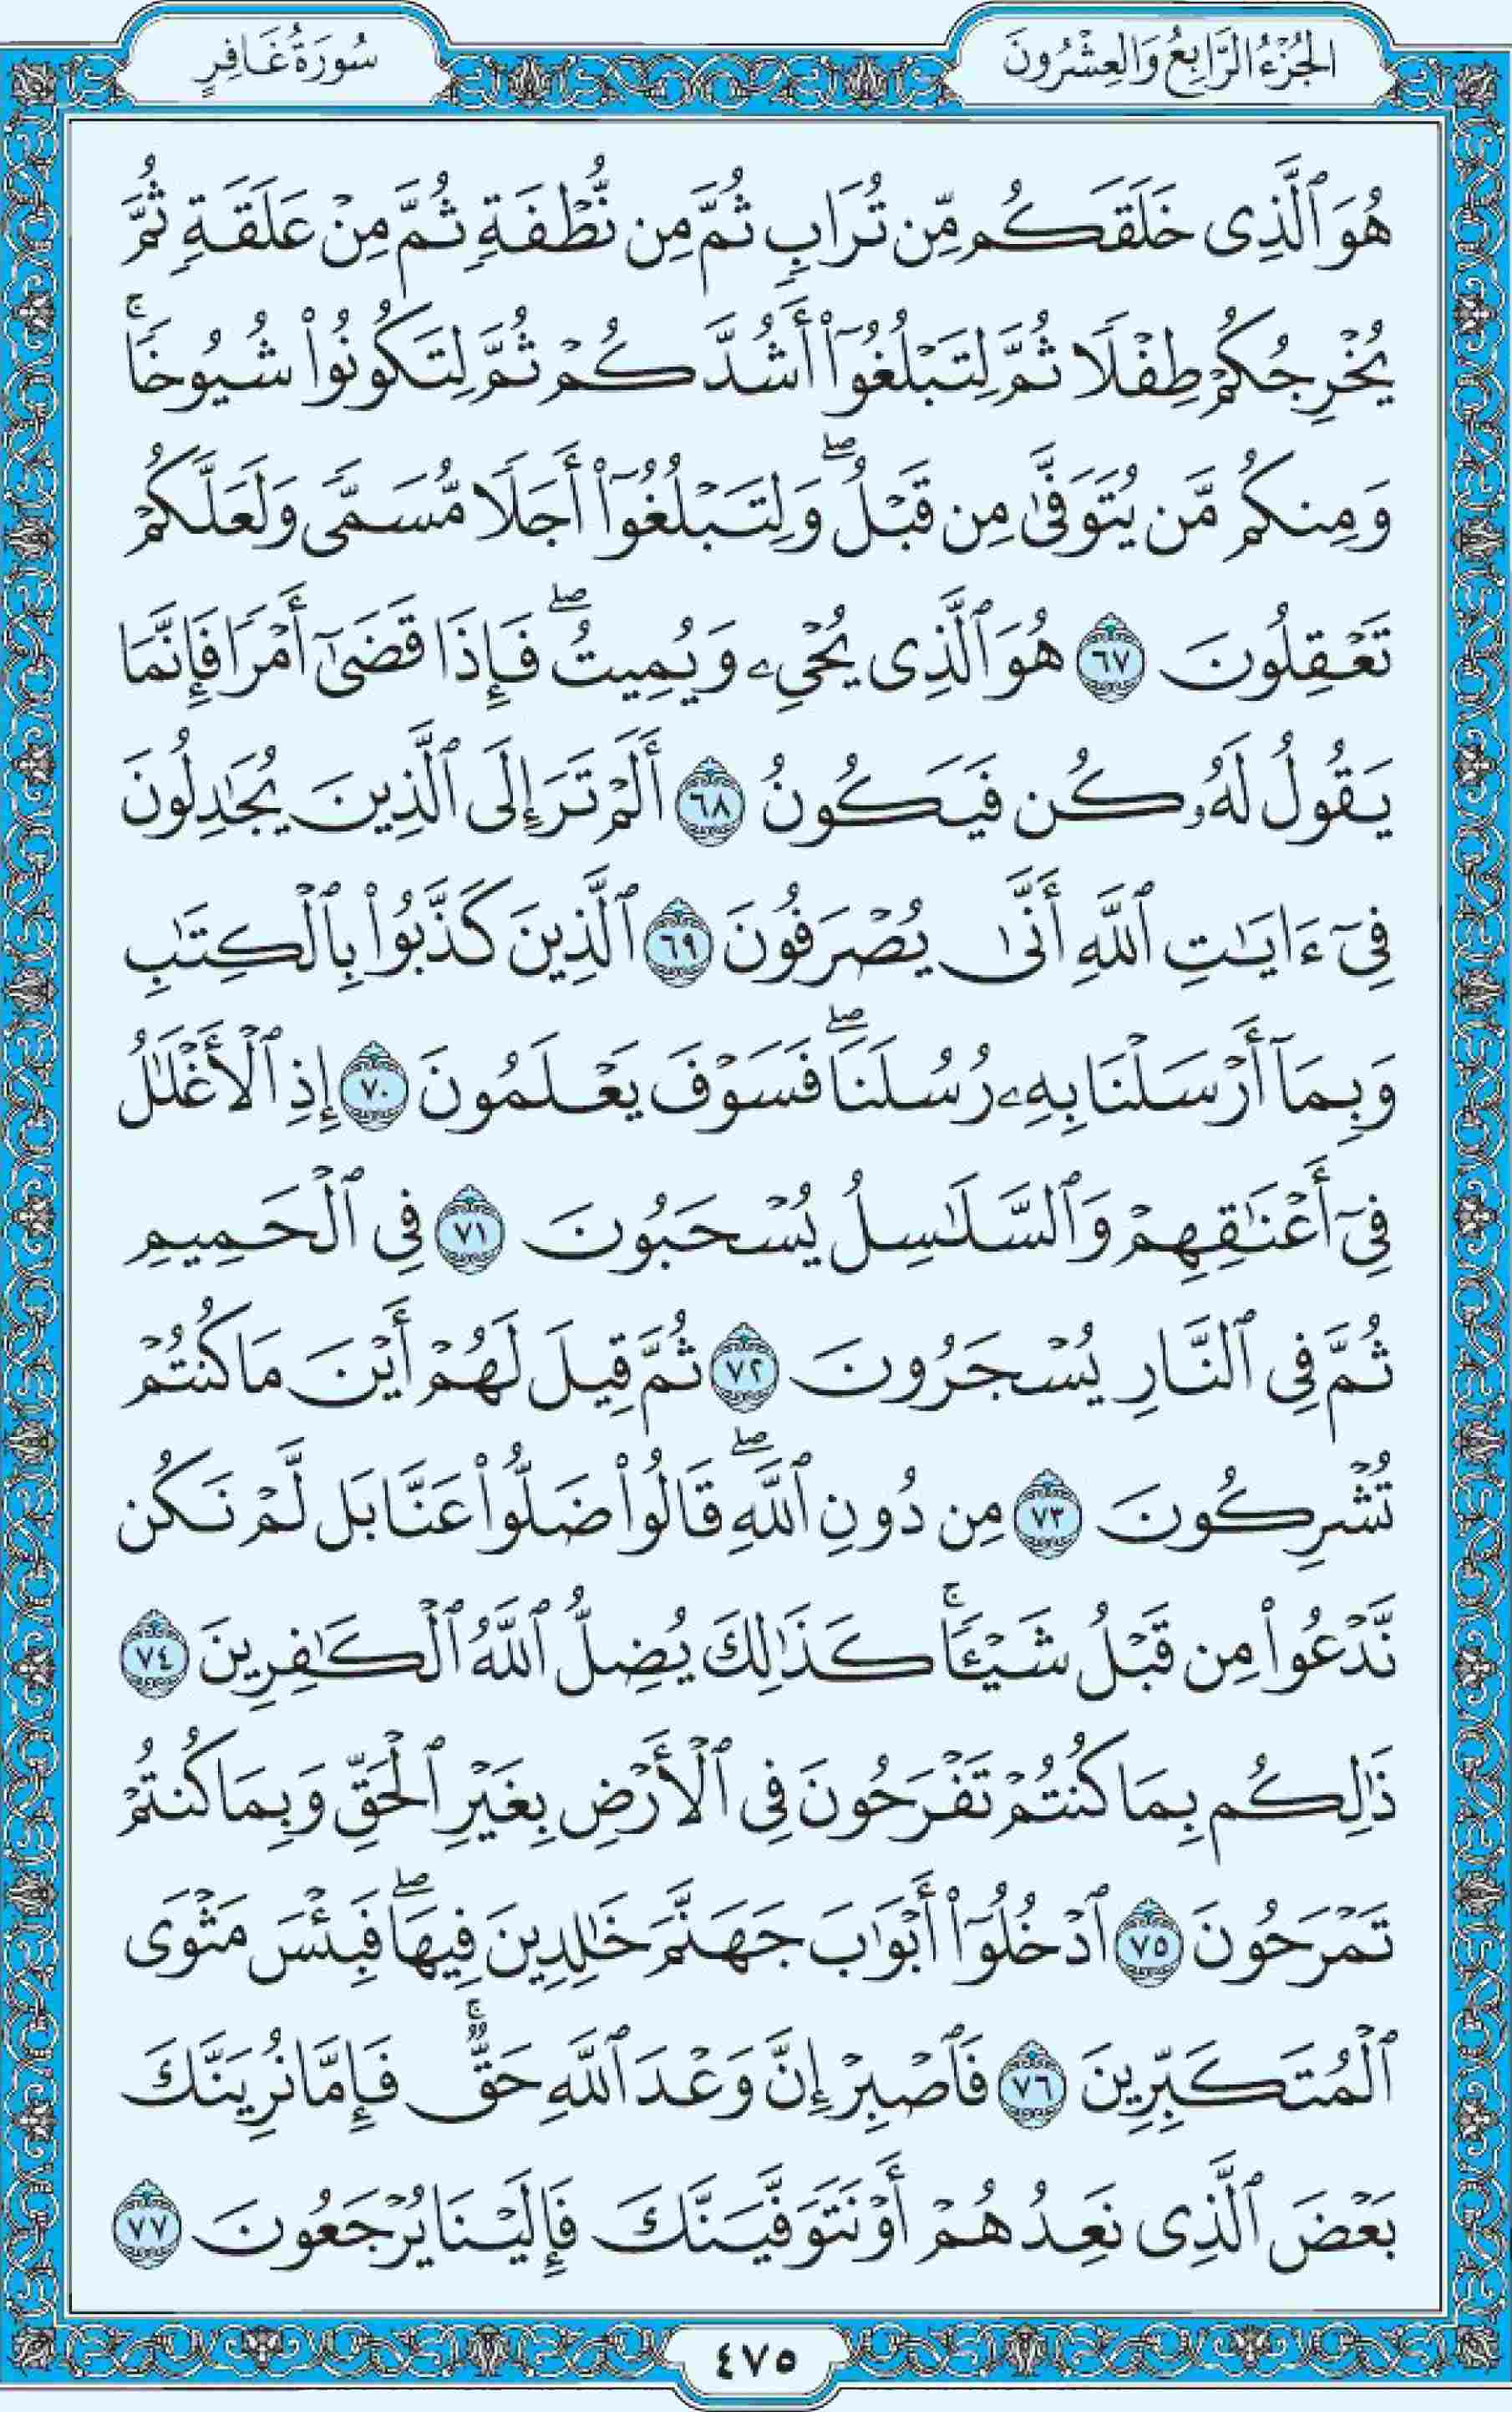 الجُزْءُ الرَّابِعُ وَالعِشْرُونَ
سُورَةُ غَافِرٍ
هُوَ ٱلَّذِى خَلَقَكُم مِّن تُرَابٍ ثُمَّ مِن نُّطْفَةٍ ثُمَّ مِنْ عَلَقَةٍ ثُمَّ
يُخْرِجُكُمْ طِفْلًا ثُمَّ لِتَبْلُغُوٓا۟ أَشُدَّكُمْ ثُمَّ لِتَكُونُوا۟ شُيُوخًا ۚ
وَمِنكُم مَّن يُتَوَفَّىٰ مِن قَبْلُ ۖ وَلِتَبْلُغُوٓا۟ أَجَلًا مُّسَمًّى وَلَعَلَّكُمْ
تَعْقِلُونَ ٦٧ هُوَ ٱلَّذِى يُحْىِۦ وَيُمِيتُ ۖ فَإِذَا قَضَىٰٓ أَمْرًا فَإِنَّمَا
يَقُولُ لَهُۥ كُن فَيَكُونُ ٦٨ أَلَمْ تَرَ إِلَى ٱلَّذِينَ يُجَـٰدِلُونَ
فِىٓ ءَايَـٰتِ ٱللَّهِ أَنَّىٰ يُصْرَفُونَ ٦٩ ٱلَّذِينَ كَذَّبُوا۟ بِٱلْكِتَـٰبِ
وَبِمَآ أَرْسَلْنَا بِهِۦ رُسُلَنَا ۖ فَسَوْفَ يَعْلَمُونَ ٧٠ إِذِ ٱلْأَغْلَـٰلُ
فِىٓ أَعْنَـٰقِهِمْ وَٱلسَّلَـٰسِلُ يُسْحَبُونَ ٧١ فِى ٱلْحَمِيمِ
ثُمَّ فِى ٱلنَّارِ يُسْجَرُونَ ٧٢ ثُمَّ قِيلَ لَهُمْ أَيْنَ مَا كُنتُمْ
تُشْرِكُونَ ٧٣ مِن دُونِ ٱللَّهِ ۖ قَالُوا۟ ضَلُّوا۟ عَنَّا بَل لَّمْ نَكُن
نَّدْعُوا۟ مِن قَبْلُ شَيْـًٔا ۚ كَذَٰلِكَ يُضِلُّ ٱللَّهُ ٱلْكَـٰفِرِينَ ٧٤
ذَٰلِكُم بِمَا كُنتُمْ تَفْرَحُونَ فِى ٱلْأَرْضِ بِغَيْرِ ٱلْحَقِّ وَبِمَا كُنتُمْ
تَمْرَحُونَ ٧٥ ٱدْخُلُوٓا۟ أَبْوَٰبَ جَهَنَّمَ خَـٰلِدِينَ فِيهَا ۖ فَبِئْسَ مَثْوَى
ٱلْمُتَكَبِّرِينَ ٧٦ فَٱصْبِرْ إِنَّ وَعْدَ ٱللَّهِ حَقٌّ ۚ فَإِمَّا نُرِيَنَّكَ
بَعْضَ ٱلَّذِى نَعِدُهُمْ أَوْ نَتَوَفَّيَنَّكَ فَإِلَيْنَا يُرْجَعُونَ ٧٧
٤٧٥